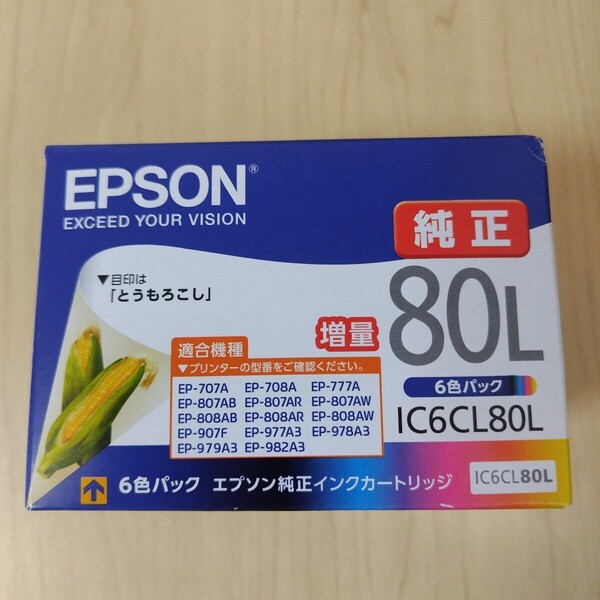 EPSON®
EXCEED YOUR VISION
純正
▼目印は
「とうもろこし」
増量
80L
適合機種
▼プリンターの型番をご確認ください。
EP-707A EP-708A EP-777A
EP-807AB EP-807AR EP-807AW
EP-808AB EP-808AR EP-808AW
EP-907F EP-977A3 EP-978A3
EP-979A3 EP-982A3
6色パック
IC6CL80L
6色パック エプソン純正インクカートリッジ
IC6CL80L